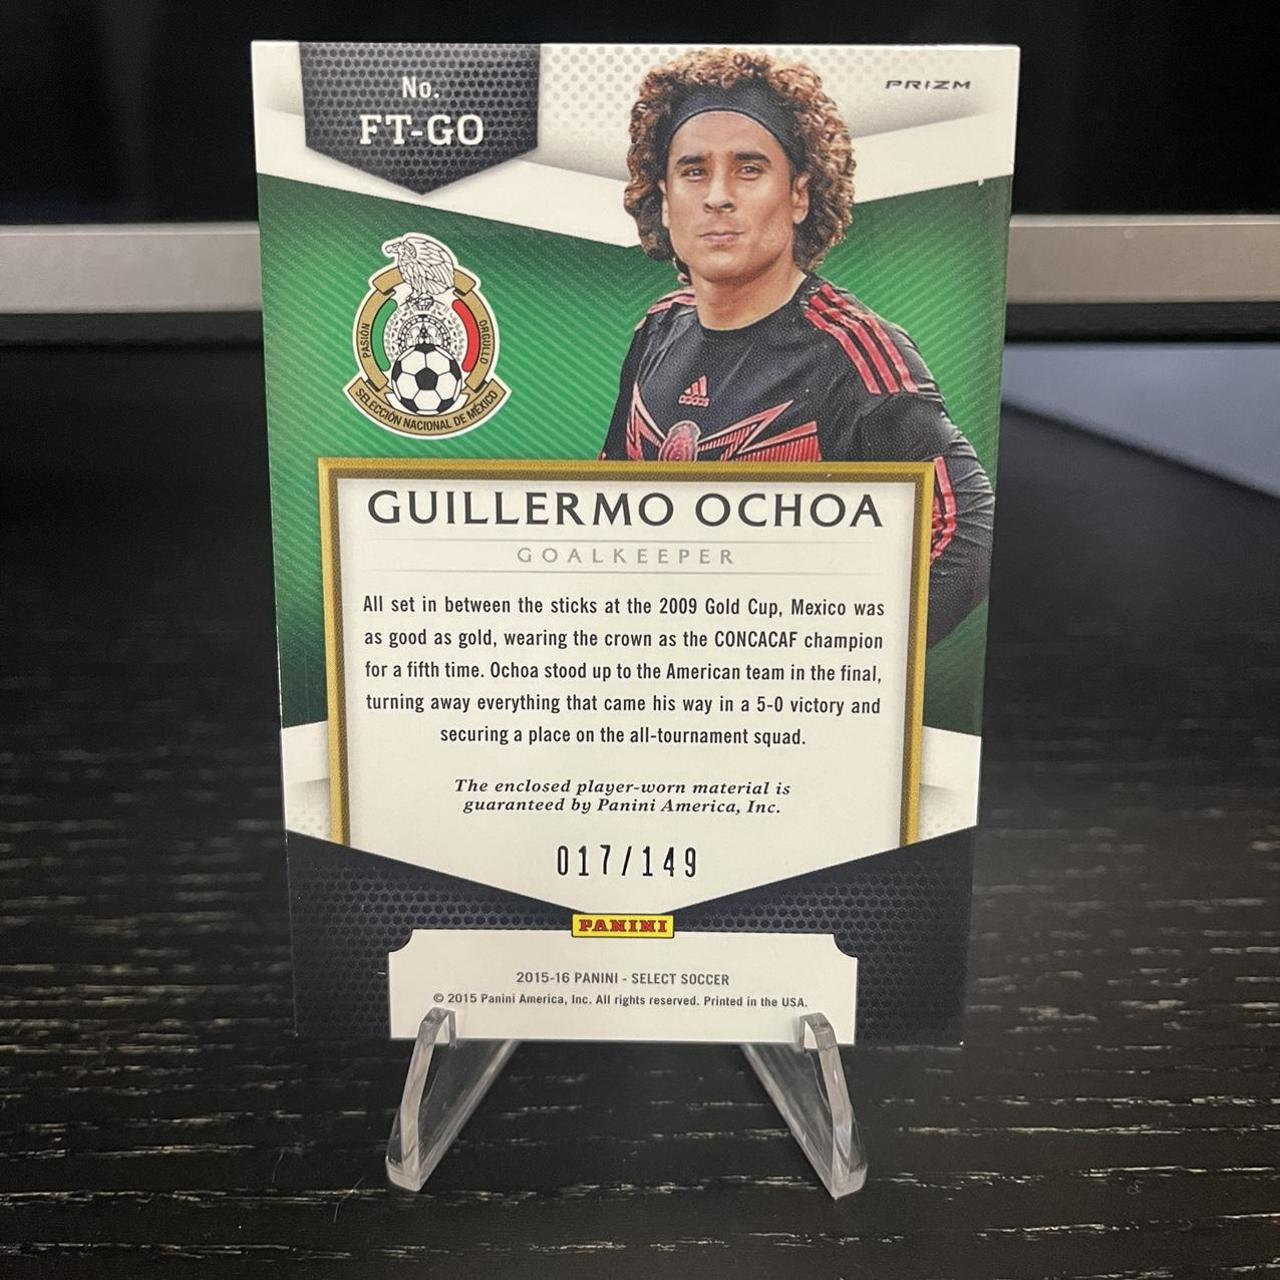 No.
FT-GO
PRIZM
PASIÓN
ORGULLO
SELECCIÓN NACIONAL DE MÉXICO
adidas
GUILLERMO OCHOA
GOALKEEPER
All set in between the sticks at the 2009 Gold Cup, Mexico was
as good as gold, wearing the crown as the CONCACAF champion
for a fifth time. Ochoa stood up to the American team in the final,
turning away everything that came his way in a 5-0 victory and
securing a place on the all-tournament squad.
The enclosed player-worn material is
guaranteed by Panini America, Inc.
017/149
PANINI
2015-16 PANINI - SELECT SOCCER
© 2015 Panini America, Inc. All rights reserved. Printed in the USA.